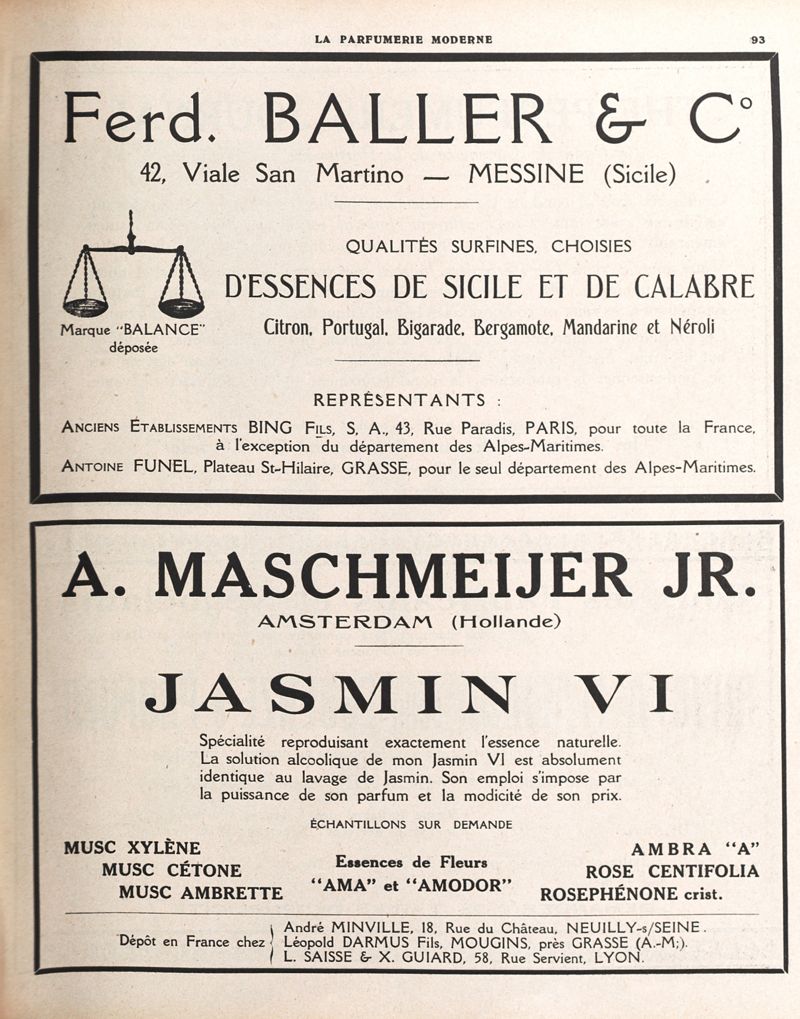 LA PARFUMERIE MODERNE
93
Ferd. BALLER & Cº
42, Viale San Martino — MESSINE (Sicile)
QUALITÉS SURFINES, CHOISIES
D'ESSENCES DE SICILE ET DE CALABRE
Citron, Portugal, Bigarade, Bergamote, Mandarine et Néroli
Marque "BALANCE"
déposée
REPRÉSENTANTS :
ANCIENS ÉTABLISSEMENTS BING FILS, S. A., 43, Rue Paradis, PARIS, pour toute la France,
à l'exception du département des Alpes-Maritimes.
ANTOINE FUNEL, Plateau St-Hilaire, GRASSE, pour le seul département des Alpes-Maritimes.
A. MASCHMEIJER JR.
AMSTERDAM (Hollande)
JASMIN VI
Spécialité reproduisant exactement l'essence naturelle.
La solution alcoolique de mon Jasmin VI est absolument
identique au lavage de Jasmin. Son emploi s'impose par
la puissance de son parfum et la modicité de son prix.
ÉCHANTILLONS SUR DEMANDE
MUSC XYLÈNE
MUSC CÉTONE
MUSC AMBRETTE
Essences de Fleurs
"AMA" et "AMODOR"
AMBRA "A"
ROSE CENTIFOLIA
ROSEPHÉNONE crist.
Dépôt en France chez
André MINVILLE, 18, Rue du Château, NEUILLY-s/SEINE.
Léopold DARMUS Fils, MOUGINS, près GRASSE (A.-M;).
L. SAISSE & X. GUIARD, 58, Rue Servient, LYON.